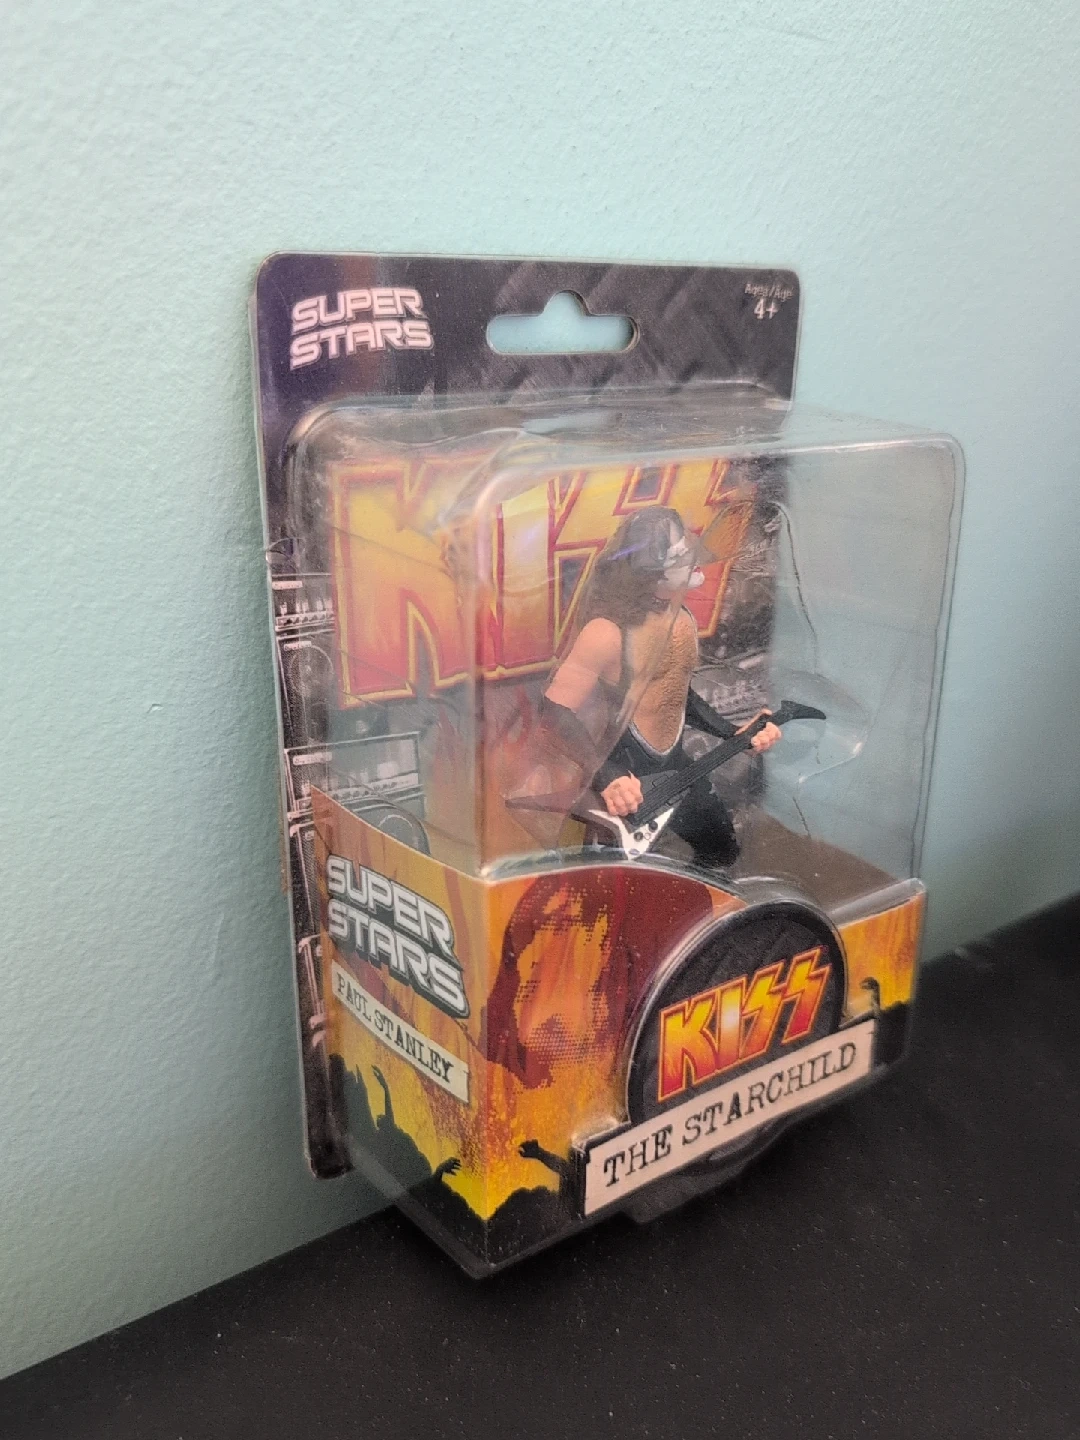 SUPER
STARS
Ages/Age
4+
KISS
SUPER
STARS
PAUL STANLEY
KISS
THE STARCHILD